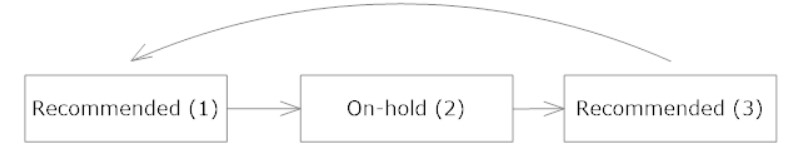 Recommended (1)
On-hold (2)
Recommended (3)